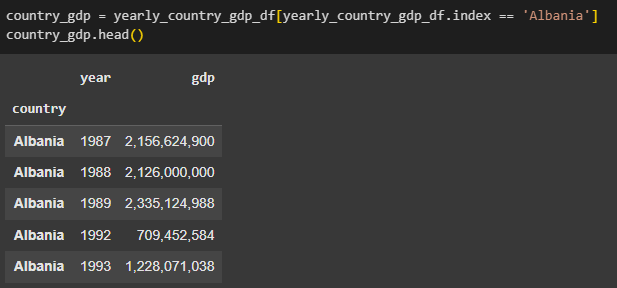 country_gdp = yearly_country_gdp_df[yearly_country_gdp_df.index == 'Albania']
country_gdp.head()
year gdp
country
Albania 1987 2,156,624,900
Albania 1988 2,126,000,000
Albania 1989 2,335,124,988
Albania 1992 709,452,584
Albania 1993 1,228,071,038